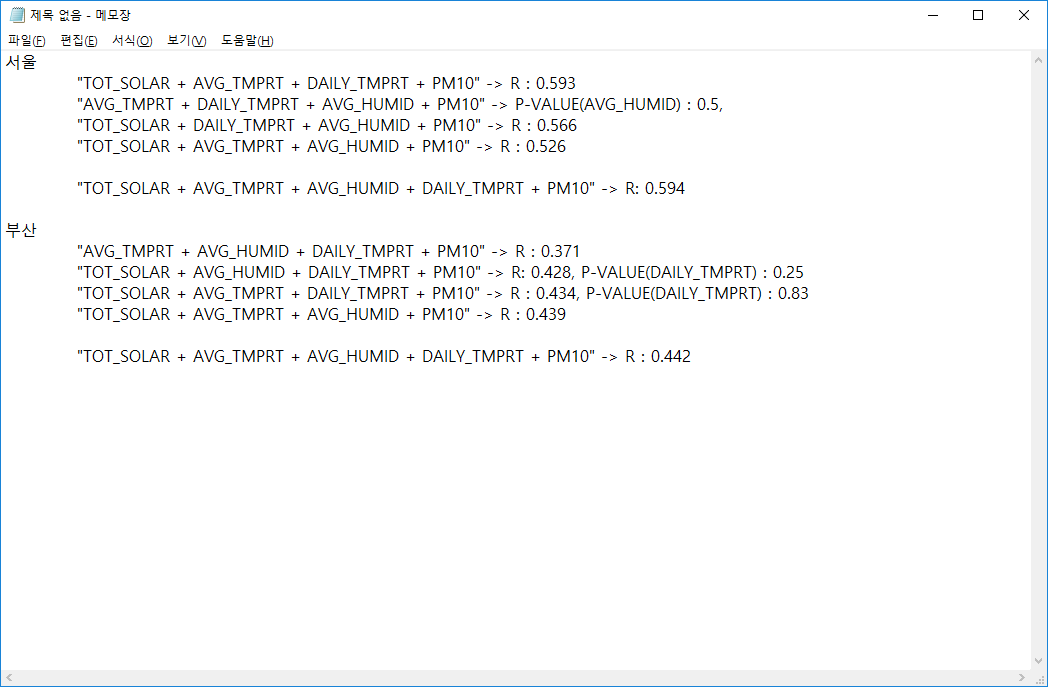 제목 없음 - 메모장
파일(F) 편집(E) 서식(O) 보기(V) 도움말(H)
서울
"TOT_SOLAR + AVG_TMPRT + DAILY_TMPRT + PM10" -> R : 0.593
"AVG_TMPRT + DAILY_TMPRT + AVG_HUMID + PM10" -> P-VALUE(AVG_HUMID) : 0.5,
"TOT_SOLAR + DAILY_TMPRT + AVG_HUMID + PM10" -> R : 0.566
"TOT_SOLAR + AVG_TMPRT + AVG_HUMID + PM10" -> R : 0.526
"TOT_SOLAR + AVG_TMPRT + AVG_HUMID + DAILY_TMPRT + PM10" -> R: 0.594
부산
"AVG_TMPRT + AVG_HUMID + DAILY_TMPRT + PM10" -> R : 0.371
"TOT_SOLAR + AVG_HUMID + DAILY_TMPRT + PM10" -> R: 0.428, P-VALUE(DAILY_TMPRT) : 0.25
"TOT_SOLAR + AVG_TMPRT + DAILY_TMPRT + PM10" -> R : 0.434, P-VALUE(DAILY_TMPRT) : 0.83
"TOT_SOLAR + AVG_TMPRT + AVG_HUMID + PM10" -> R : 0.439
"TOT_SOLAR + AVG_TMPRT + AVG_HUMID + DAILY_TMPRT + PM10" -> R : 0.442